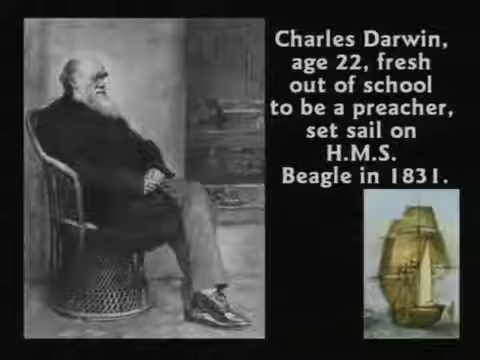 Charles Darwin,
age 22, fresh
out of school
to be a preacher,
set sail on
H.M.S.
Beagle in 1831.